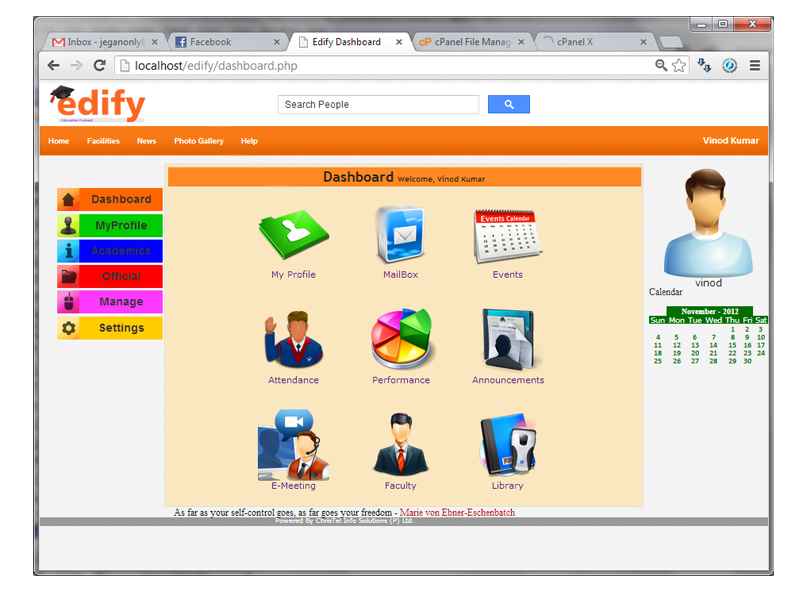 Inbox - jeganonly@
Facebook
Edify Dashboard
cP cPanel File Manag
cPanel X
localhost/edify/dashboard.php
edify
Search People
Home Facilities News Photo Gallery Help Vinod Kumar
Dashboard Welcome, Vinod Kumar
Dashboard
MyProfile
Academics
Official
Manage
Settings
My Profile MailBox Events
Events Calendar
Attendance Performance Announcements
E-Meeting Faculty Library
vinod
Calendar
November - 2012
Sun Mon Tue Wed Thu Fri Sat
1 2 3
4 5 6 7 8 9 10
11 12 13 14 15 16 17
18 19 20 21 22 23 24
25 26 27 28 29 30
As far as your self-control goes, as far goes your freedom - Marie von Ebner-Eschenbatch
Powered By ChrisTel Info Solutions (P) Ltd.